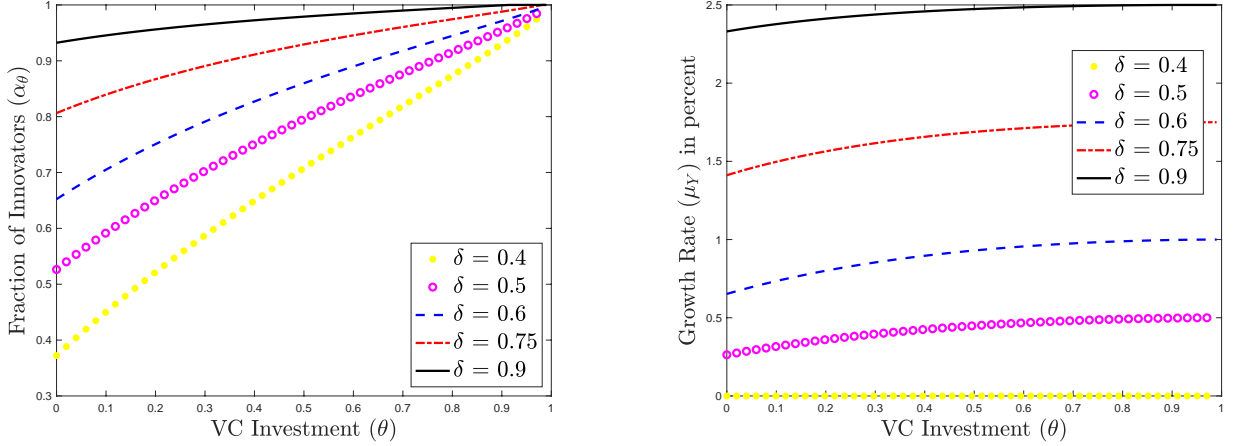 1
0.9
0.8
0.7
0.6
0.5
0.4
0.3
Fraction of Innovators (αθ)
0 0.1 0.2 0.3 0.4 0.5 0.6 0.7 0.8 0.9 1
VC Investment (θ)
δ = 0.4
δ = 0.5
δ = 0.6
δ = 0.75
δ = 0.9
2.5
2
1.5
1
0.5
0
Growth Rate (μY) in percent
0 0.1 0.2 0.3 0.4 0.5 0.6 0.7 0.8 0.9 1
VC Investment (θ)
δ = 0.4
δ = 0.5
δ = 0.6
δ = 0.75
δ = 0.9